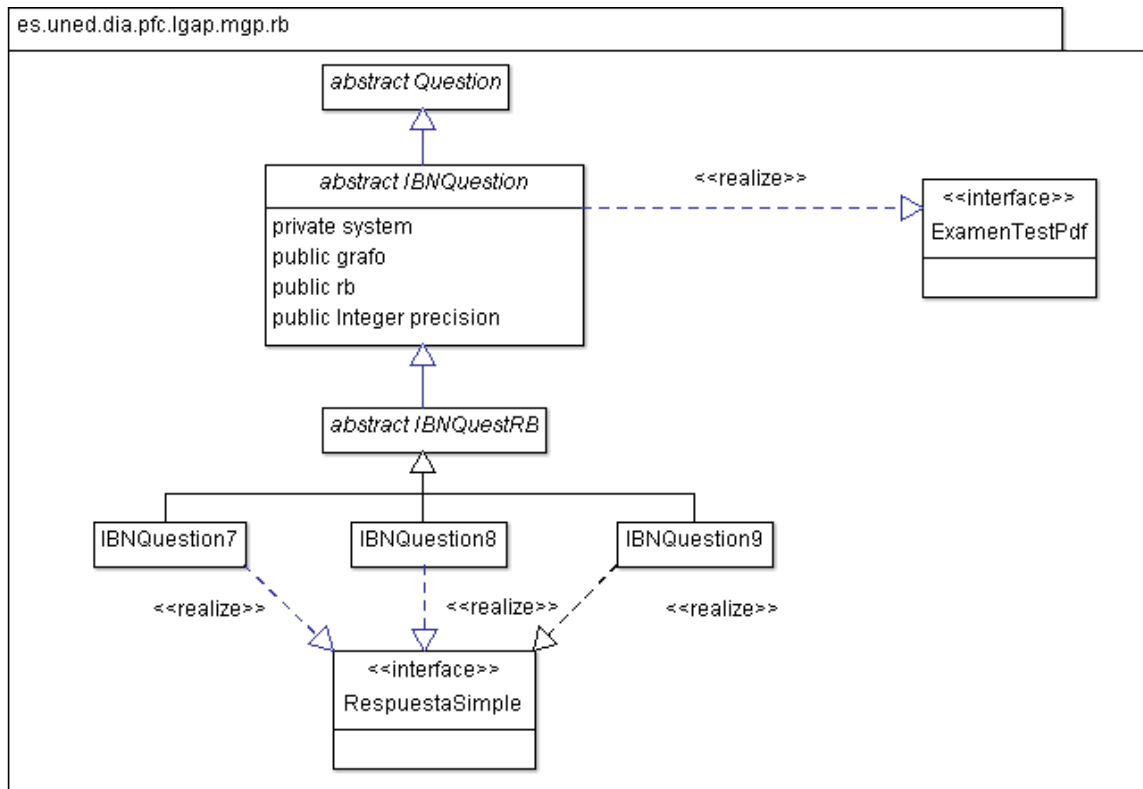 es.uned.dia.pfc.lgap.mgp.rb
abstract Question
abstract IBNQuestion
private system
public grafo
public rb
public Integer precision
<<realize>>
<<interface>>
ExamenTestPdf
abstract IBNQuestRB
IBNQuestion7
IBNQuestion8
IBNQuestion9
<<realize>>
<<realize>>
<<realize>>
<<interface>>
RespuestaSimple